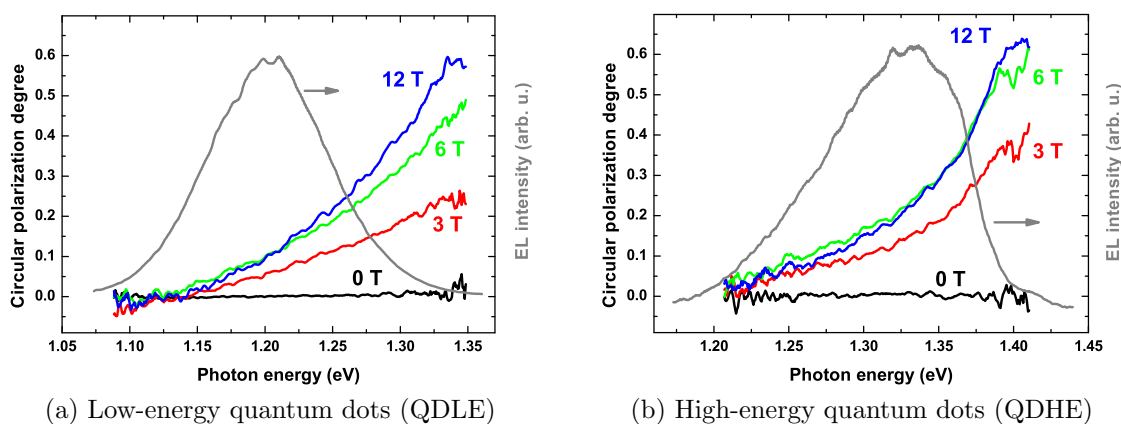 0.6
0.5
0.4
0.3
0.2
0.1
0.0
Circular polarization degree
12 T
6 T
3 T
0 T
EL intensity (arb. u.)
1.05 1.10 1.15 1.20 1.25 1.30 1.35
Photon energy (eV)
(a) Low-energy quantum dots (QDLE)
0.6
0.5
0.4
0.3
0.2
0.1
0.0
Circular polarization degree
12 T
6 T
3 T
0 T
EL intensity (arb. u.)
1.20 1.25 1.30 1.35 1.40 1.45
Photon energy (eV)
(b) High-energy quantum dots (QDHE)